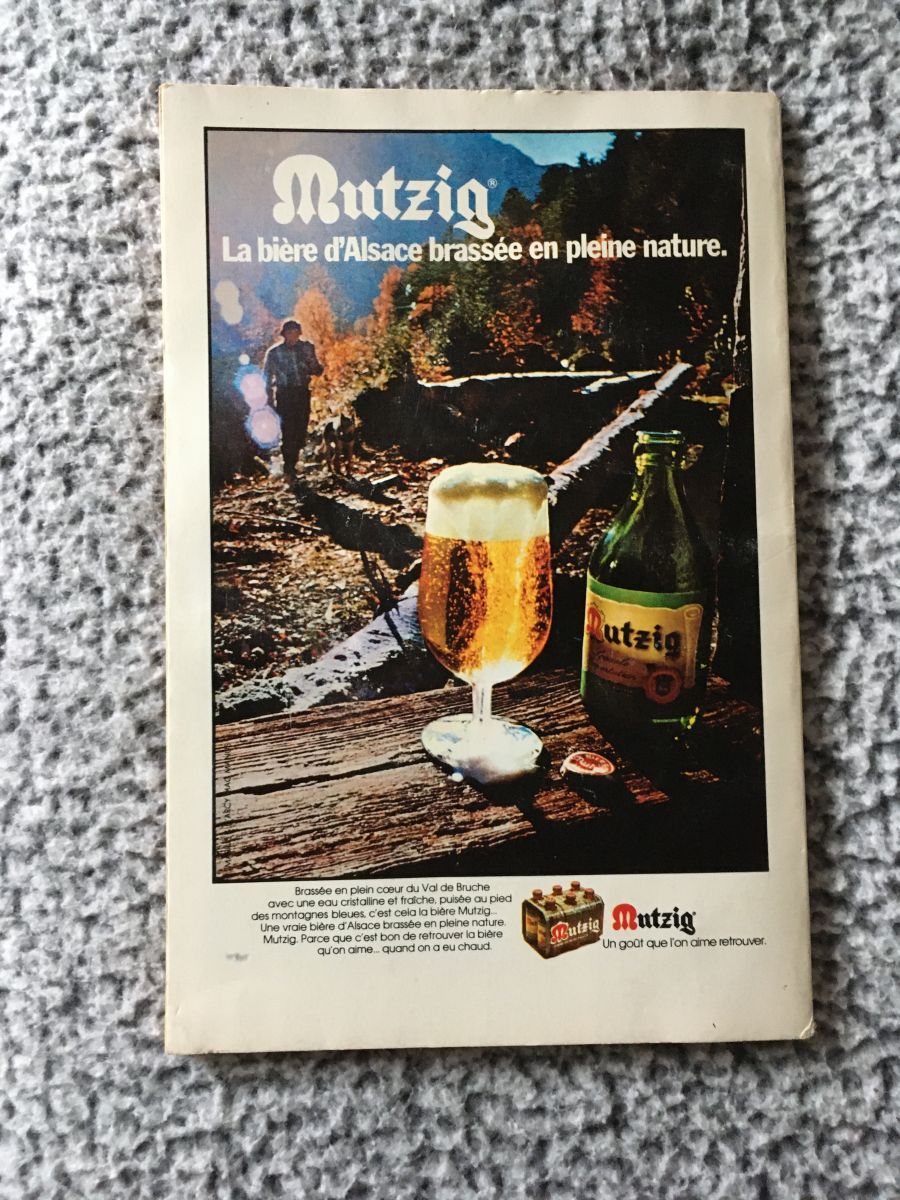 Mutzig®
La bière d'Alsace brassée en pleine nature.
Mutzig
Brassée en plein cœur du Val de Bruche
avec une eau cristalline et fraîche, puisée au pied
des montagnes bleues, c'est cela la bière Mutzig...
Une vraie bière d'Alsace brassée en pleine nature.
Mutzig. Parce que c'est bon de retrouver la bière
qu'on aime... quand on a eu chaud.
Mutzig
Mutzig®
Un goût que l'on aime retrouver.